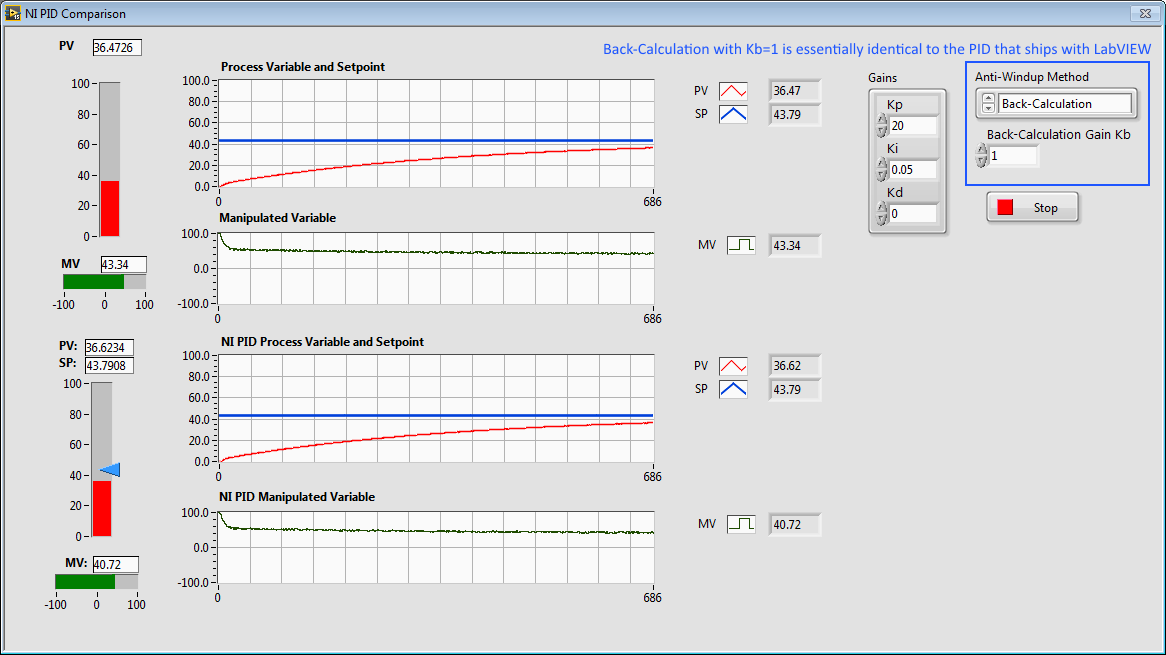 NI PID Comparison
Back-Calculation with Kb=1 is essentially identical to the PID that ships with LabVIEW
PV 36.4726
100
80
60
40
20
0
MV 43.34
-100 0 100
Process Variable and Setpoint
100.0
80.0
60.0
40.0
20.0
0.0
0 686
PV 36.47
SP 43.79
Manipulated Variable
100.0
0.0
-100.0
0 686
MV 43.34
Gains
Kp
20
Ki
0.05
Kd
0
Anti-Windup Method
Back-Calculation
Back-Calculation Gain Kb
1
Stop
PV: 36.6234
SP: 43.7908
100
80
60
40
20
0
MV: 40.72
-100 0 100
NI PID Process Variable and Setpoint
100.0
80.0
60.0
40.0
20.0
0.0
0 686
PV 36.62
SP 43.79
NI PID Manipulated Variable
100.0
0.0
-100.0
0 686
MV 40.72